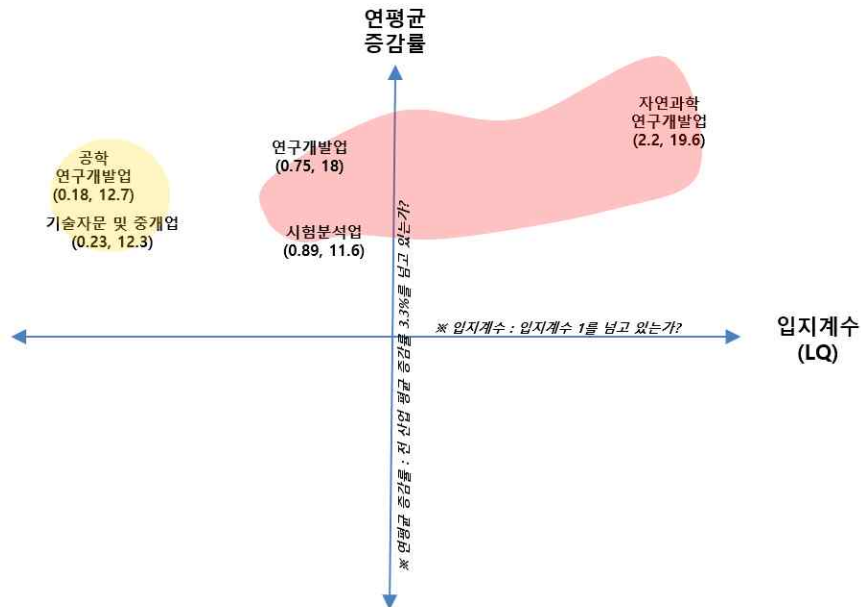 연평균
증감률
자연과학
연구개발업
(2.2, 19.6)
연구개발업
(0.75, 18)
공학
연구개발업
(0.18, 12.7)
기술자문 및 중개업
(0.23, 12.3)
시험분석업
(0.89, 11.6)
※ 연평균 증감률 : 전 산업 평균 증감률 3.3%를 넘고 있는가?
※ 입지계수 : 입지계수 1를 넘고 있는가?
입지계수
(LQ)